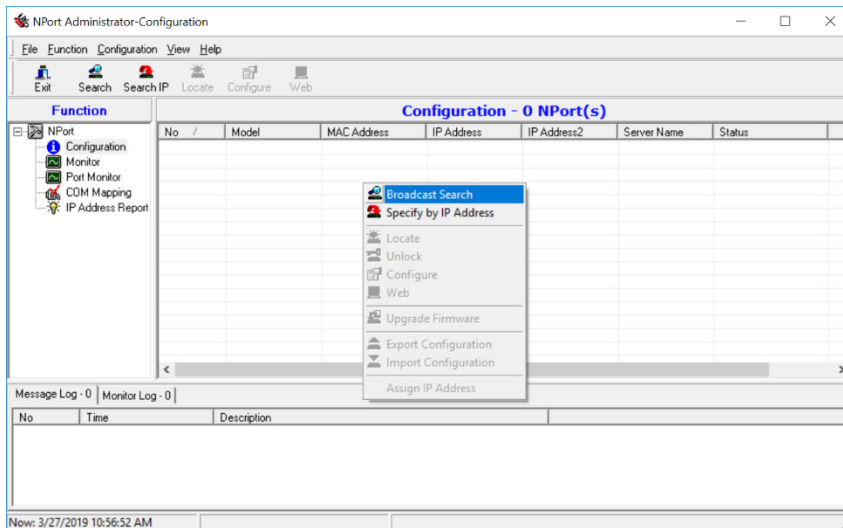 NPort Administrator-Configuration
File Function Configuration View Help
Exit Search Search IP Locate Configure Web
Function
Configuration - 0 NPort(s)
NPort
Configuration
Monitor
Port Monitor
COM Mapping
IP Address Report
No / Model MAC Address IP Address IP Address2 Server Name Status
Broadcast Search
Specify by IP Address
Locate
Unlock
Configure
Web
Upgrade Firmware
Export Configuration
Import Configuration
Assign IP Address
Message Log - 0 Monitor Log - 0
No Time Description
Now: 3/27/2019 10:56:52 AM